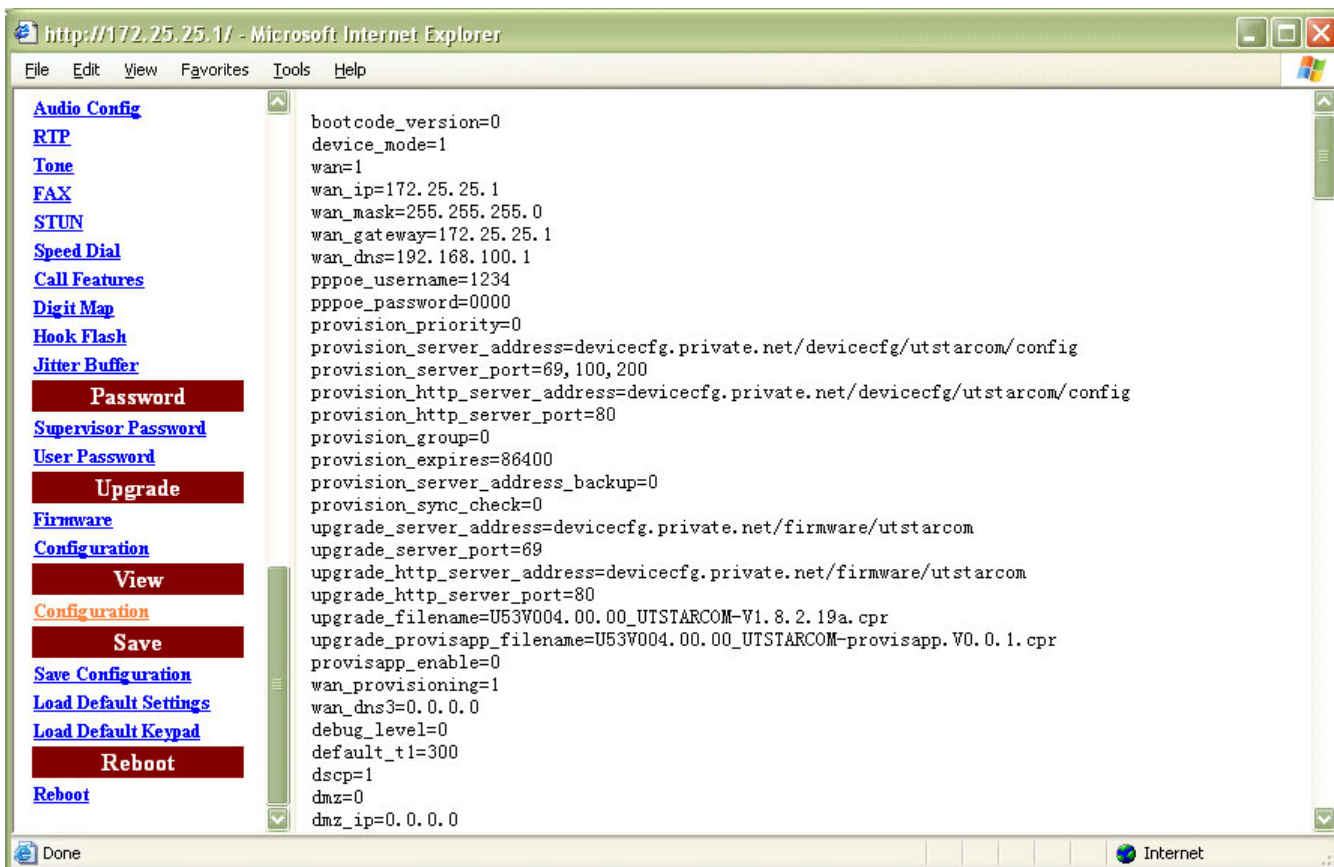 http://172.25.25.1/ - Microsoft Internet Explorer
File Edit View Favorites Tools Help
Audio Config
RTP
Tone
FAX
STUN
Speed Dial
Call Features
Digit Map
Hook Flash
Jitter Buffer
Password
Supervisor Password
User Password
Upgrade
Firmware
Configuration
View
Configuration
Save
Save Configuration
Load Default Settings
Load Default Keypad
Reboot
Reboot
bootcode_version=0
device_mode=1
wan=1
wan_ip=172.25.25.1
wan_mask=255.255.255.0
wan_gateway=172.25.25.1
wan_dns=192.168.100.1
pppoe_username=1234
pppoe_password=0000
provision_priority=0
provision_server_address=devicecfg.private.net/devicecfg/utstarcom/config
provision_server_port=69,100,200
provision_http_server_address=devicecfg.private.net/devicecfg/utstarcom/config
provision_http_server_port=80
provision_group=0
provision_expires=86400
provision_server_address_backup=0
provision_sync_check=0
upgrade_server_address=devicecfg.private.net/firmware/utstarcom
upgrade_server_port=69
upgrade_http_server_address=devicecfg.private.net/firmware/utstarcom
upgrade_http_server_port=80
upgrade_filename=U53V004.00.00_UTSTARCOM-V1.8.2.19a.cpr
upgrade_provisapp_filename=U53V004.00.00_UTSTARCOM-provisapp.V0.0.1.cpr
provisapp_enable=0
wan_provisioning=1
wan_dns3=0.0.0.0
debug_level=0
default_t1=300
dscp=1
dmz=0
dmz_ip=0.0.0.0
Done
Internet